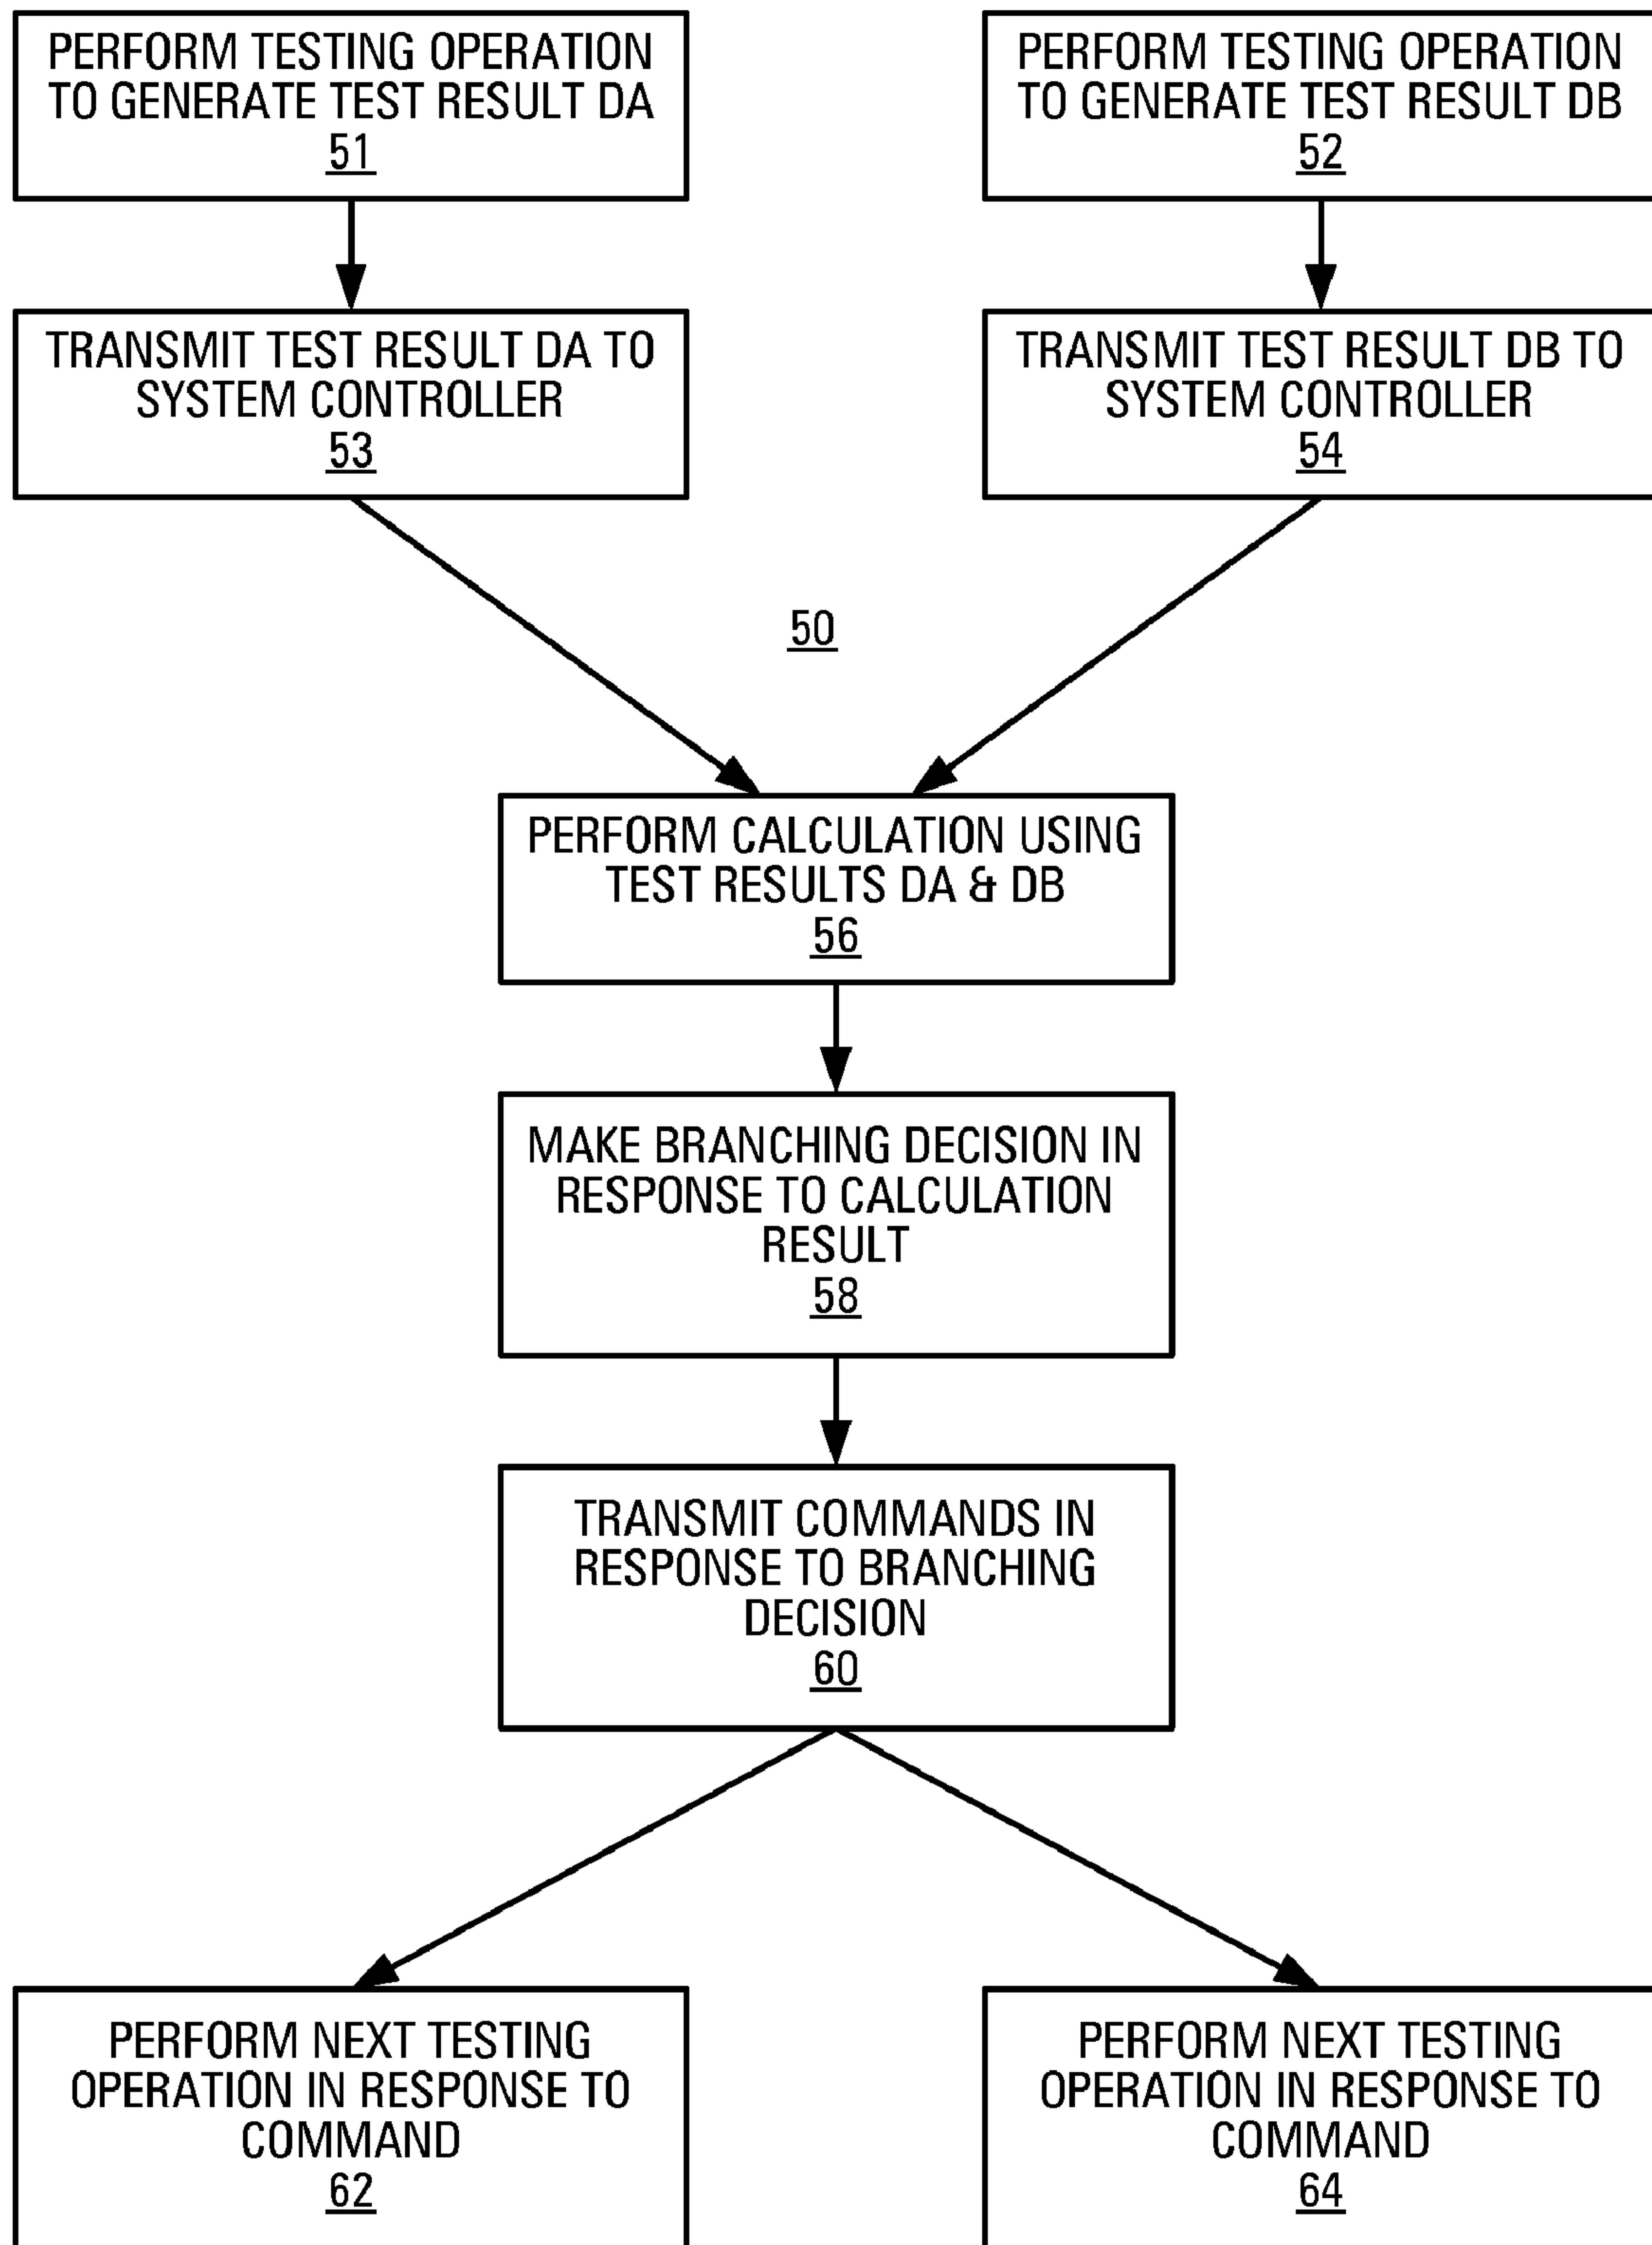 PERFORM TESTING OPERATION
TO GENERATE TEST RESULT DA
51
PERFORM TESTING OPERATION
TO GENERATE TEST RESULT DB
52
TRANSMIT TEST RESULT DA TO
SYSTEM CONTROLLER
53
TRANSMIT TEST RESULT DB TO
SYSTEM CONTROLLER
54
50
PERFORM CALCULATION USING
TEST RESULTS DA & DB
56
MAKE BRANCHING DECISION IN
RESPONSE TO CALCULATION
RESULT
58
TRANSMIT COMMANDS IN
RESPONSE TO BRANCHING
DECISION
60
PERFORM NEXT TESTING
OPERATION IN RESPONSE TO
COMMAND
62
PERFORM NEXT TESTING
OPERATION IN RESPONSE TO
COMMAND
64